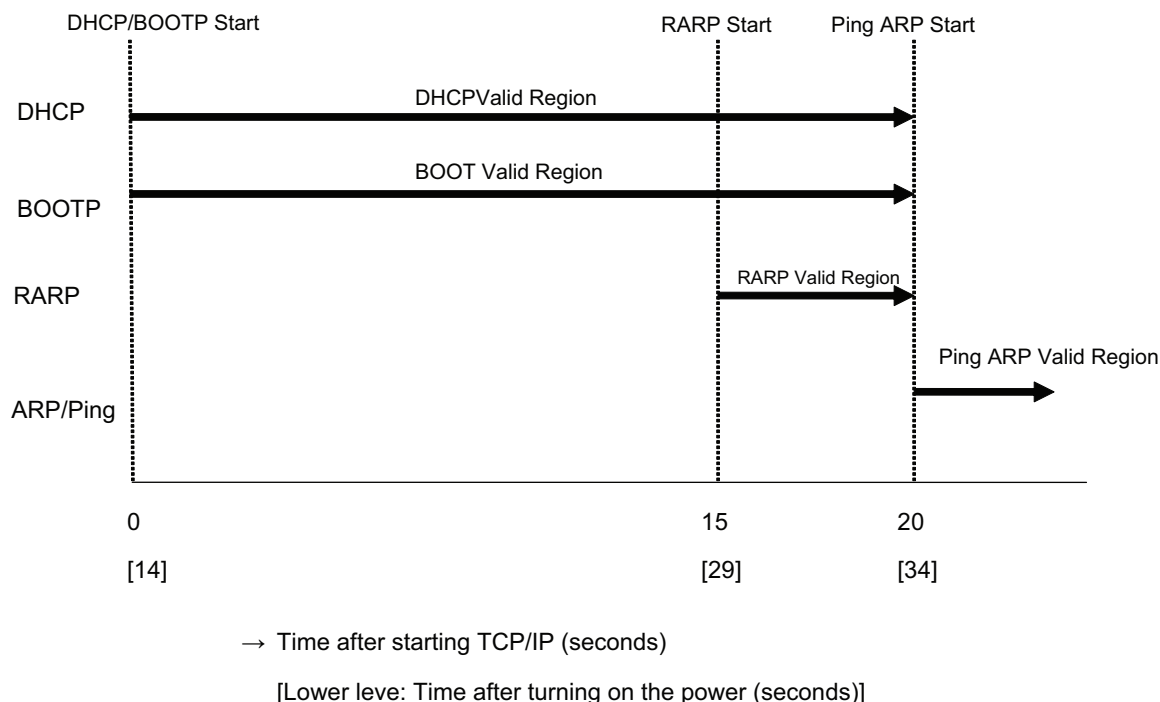 DHCP/BOOTP Start
RARP Start
Ping ARP Start
DHCP
DHCPValid Region
BOOTP
BOOT Valid Region
RARP
RARP Valid Region
ARP/Ping
Ping ARP Valid Region
0
15
20
[14]
[29]
[34]
→ Time after starting TCP/IP (seconds)
[Lower leve: Time after turning on the power (seconds)]